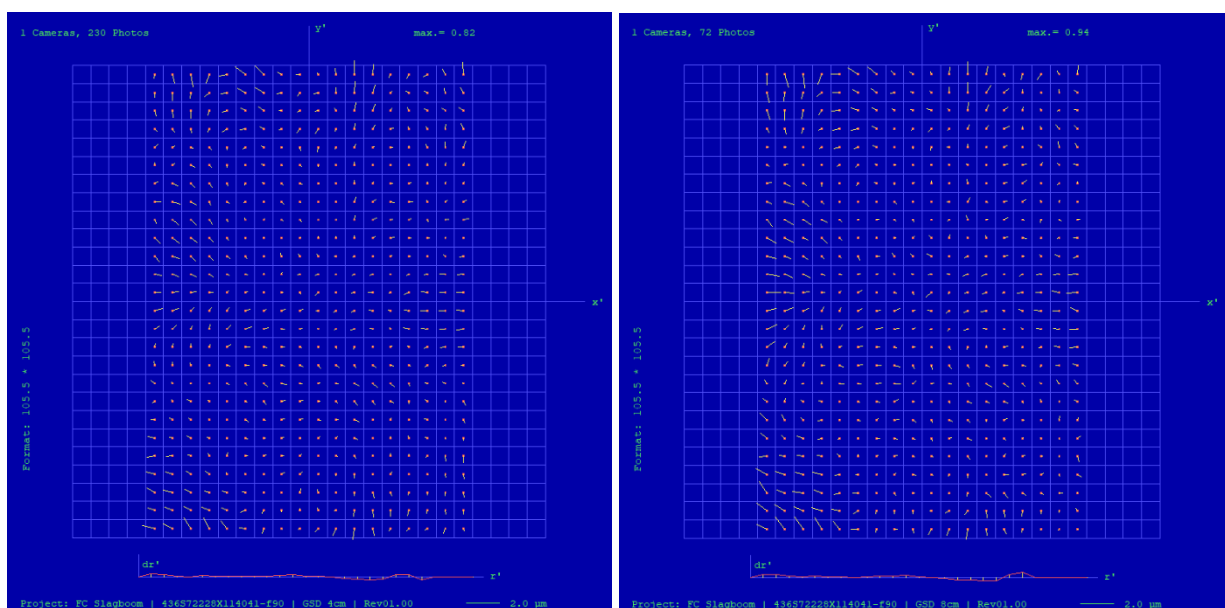 y'
1 Cameras, 230 Photos max.= 0.82
x'
Format: 105.5 * 105.5
dr'
r'
Project: FC Slagboom | 436S72228X114041-f90 | GSD 4cm | Rev01.00 2.0 µm
y'
1 Cameras, 72 Photos max.= 0.94
x'
Format: 105.5 * 105.5
dr'
r'
Project: FC Slagboom | 436S72228X114041-f90 | GSD 8cm | Rev01.00 2.0 µm